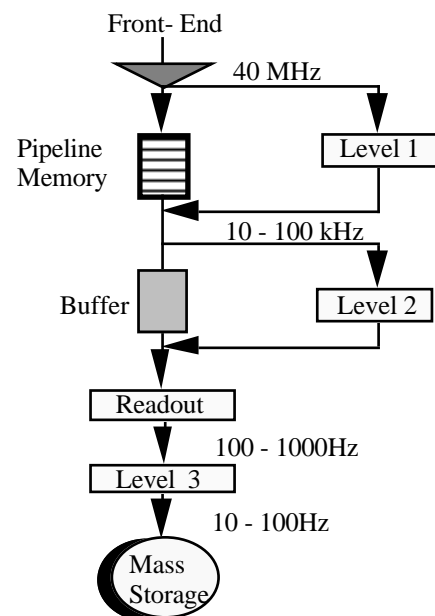 Front- End
40 MHz
Pipeline
Memory
Level 1
10 - 100 kHz
Buffer
Level 2
Readout
100 - 1000Hz
Level 3
10 - 100Hz
Mass
Storage